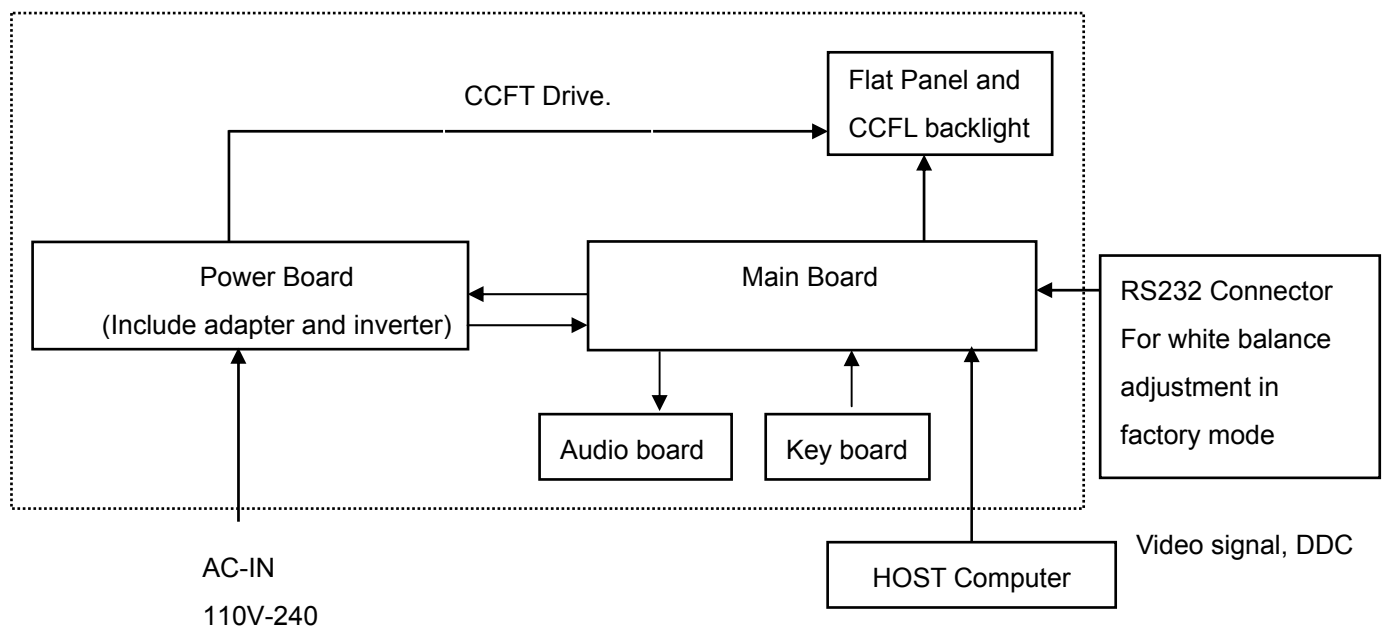 CCFT Drive.
Flat Panel and
CCFL backlight
Power Board
(Include adapter and inverter)
Main Board
RS232 Connector
For white balance
adjustment in
factory mode
Audio board
Key board
Video signal, DDC
HOST Computer
AC-IN
110V-240